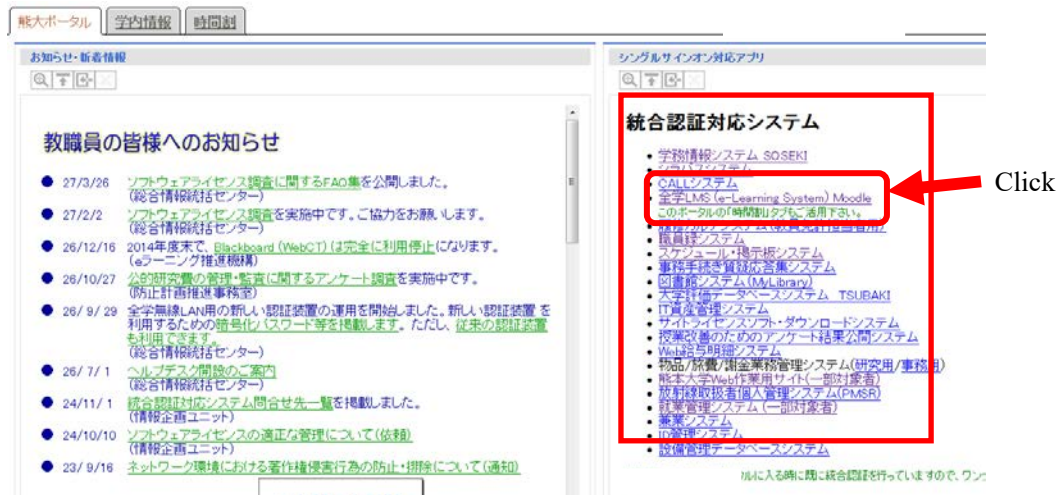 熊大ポータル
学内情報
時間割
お知らせ・新着情報
教職員の皆様へのお知らせ
27/3/26 ソフトウェアライセンス調査に関するFAQ集を公開しました。
(総合情報統括センター)
27/2/2 ソフトウェアライセンス調査を実施中です。ご協力をお願いします。
(総合情報統括センター)
26/12/16 2014年度末で、Blackboard (WebCT) は完全に利用停止になります。
(eラーニング推進機構)
26/10/27 公的研究費の管理・監査に関するアンケート調査を実施中です。
(防止計画推進事務室)
26/ 9/ 29 全学無線LAN用の新しい認証装置の運用を開始しました。新しい認証装置 を
利用するための暗号化パスワード等を掲載します。ただし、従来の認証装置
も利用できます。
(総合情報統括センター)
26/ 7/ 1 ヘルプデスク開設のご案内
(総合情報統括センター)
24/11/ 1 統合認証対応システム問合せ先一覧を掲載しました。
(情報企画ユニット)
24/10/10 ソフトウェアライセンスの適正な管理について(依頼)
(情報企画ユニット)
23/ 9/16 ネットワーク環境における著作権侵害行為の防止・排除について(通知)
シングルサインオン対応アプリ
統合認証対応システム
学務情報システム SOSEKI
シラバスシステム
CALLシステム
全学LMS (e-Learning System) Moodle
このポータルの「時間割」タブもご活用下さい。
職員録システム
スケジュール・掲示板システム
事務手続き質疑応答集システム
図書館システム(MyLibrary)
大学評価データベースシステム TSUBAKI
IT資産管理システム
サイトライセンスソフト・ダウンロードシステム
授業改善のためのアンケート結果公開システム
Web給与明細システム
物品/旅費/謝金業務管理システム(研究用/事務用)
熊本大学Web作業用サイト(一部対象者)
放射線取扱者個人管理システム(PMSR)
就業管理システム (一部対象者)
兼業システム
ID管理システム
設備管理データベースシステム
ルに入る時に既に統合認証を行っていますので、ワン
Click